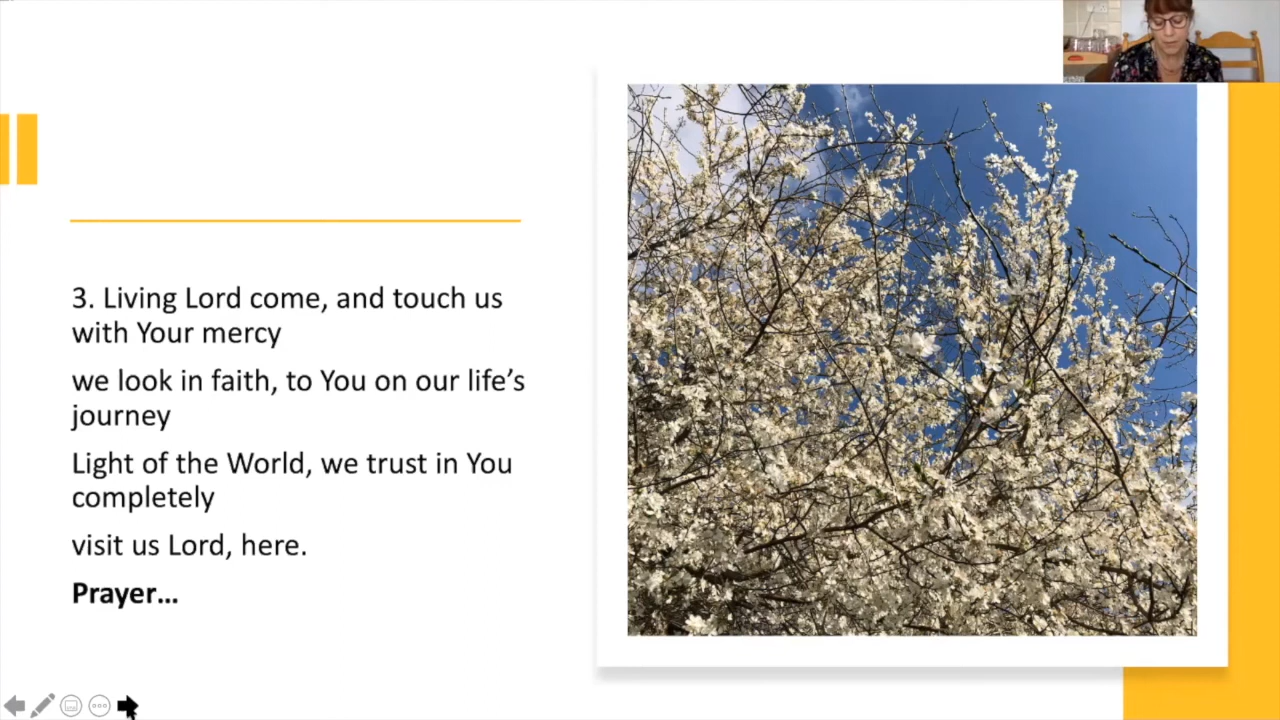 3. Living Lord come, and touch us
with Your mercy
we look in faith, to You on our life’s
journey
Light of the World, we trust in You
completely
visit us Lord, here.
Prayer…